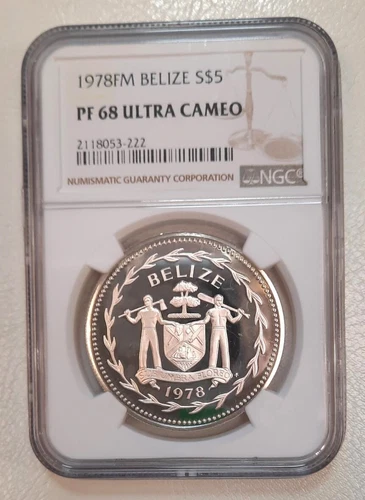 1978FM BELIZE S$5
PF 68 ULTRA CAMEO
2118053-222
NUMISMATIC GUARANTY CORPORATION
NGC
BELIZE
1978